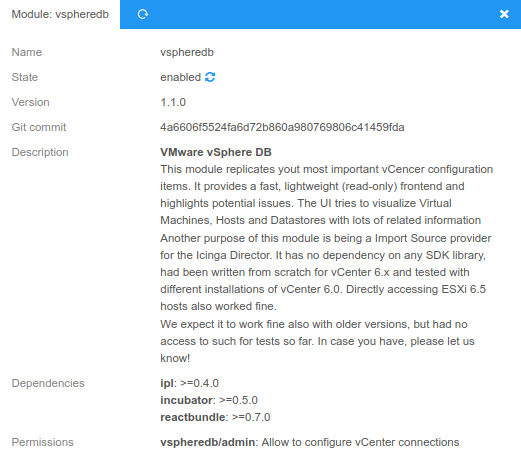 Module: vspheredb
Name vspheredb
State enabled
Version 1.1.0
Git commit 4a6606f5524fa6d72b860a980769806c41459fda
Description VMware vSphere DB
This module replicates yout most important vCencer configuration
items. It provides a fast, lightweight (read-only) frontend and
highlights potential issues. The UI tries to visualize Virtual
Machines, Hosts and Datastores with lots of related information
Another purpose of this module is being a Import Source provider
for the Icinga Director. It has no dependency on any SDK library,
had been written from scratch for vCenter 6.x and tested with
different installations of vCenter 6.0. Directly accessing ESXi 6.5
hosts also worked fine.
We expect it to work fine also with older versions, but had no
access to such for tests so far. In case you have, please let us
know!
Dependencies ipl: >=0.4.0
incubator: >=0.5.0
reactbundle: >=0.7.0
Permissions vspheredb/admin: Allow to configure vCenter connections